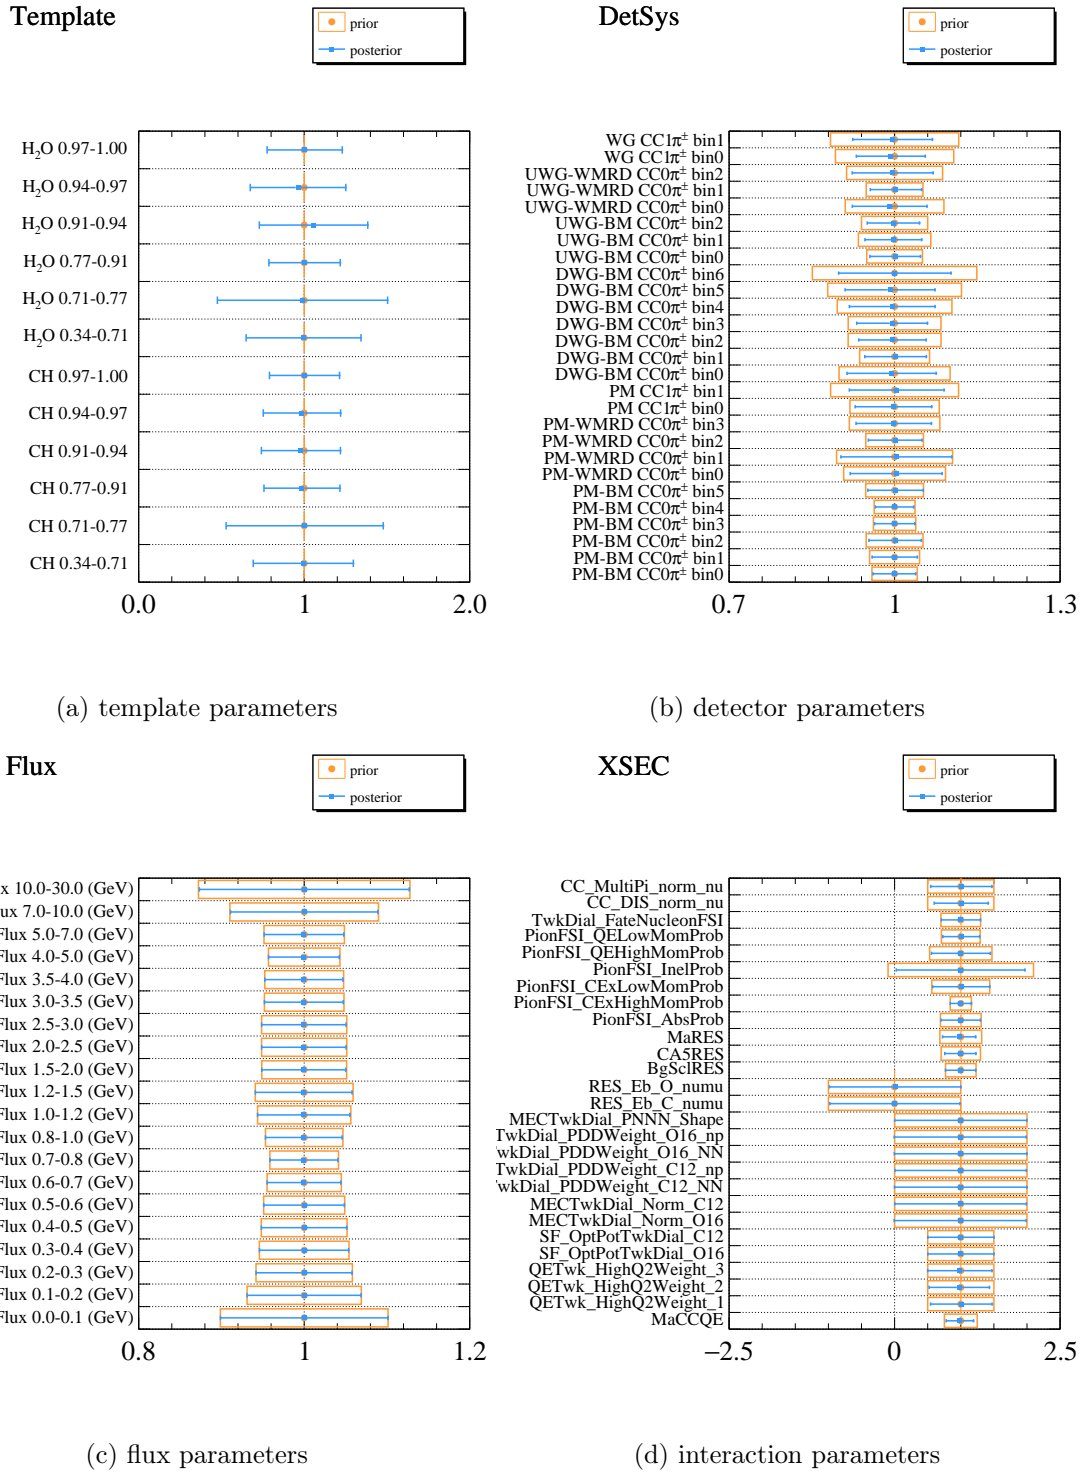 Template
prior
posterior
H₂O 0.97-1.00
H₂O 0.94-0.97
H₂O 0.91-0.94
H₂O 0.77-0.91
H₂O 0.71-0.77
H₂O 0.34-0.71
CH 0.97-1.00
CH 0.94-0.97
CH 0.91-0.94
CH 0.77-0.91
CH 0.71-0.77
CH 0.34-0.71
0.0 1 2.0
(a) template parameters
DetSys
prior
posterior
WG CC1π± bin1
WG CC1π± bin0
UWG-WMRD CC0π± bin2
UWG-WMRD CC0π± bin1
UWG-WMRD CC0π± bin0
UWG-BM CC0π± bin2
UWG-BM CC0π± bin1
UWG-BM CC0π± bin0
DWG-BM CC0π± bin6
DWG-BM CC0π± bin5
DWG-BM CC0π± bin4
DWG-BM CC0π± bin3
DWG-BM CC0π± bin2
DWG-BM CC0π± bin1
DWG-BM CC0π± bin0
PM CC1π± bin1
PM CC1π± bin0
PM-WMRD CC0π± bin3
PM-WMRD CC0π± bin2
PM-WMRD CC0π± bin1
PM-WMRD CC0π± bin0
PM-BM CC0π± bin5
PM-BM CC0π± bin4
PM-BM CC0π± bin3
PM-BM CC0π± bin2
PM-BM CC0π± bin1
PM-BM CC0π± bin0
0.7 1 1.3
(b) detector parameters
Flux
prior
posterior
x 10.0-30.0 (GeV)
ux 7.0-10.0 (GeV)
Flux 5.0-7.0 (GeV)
Flux 4.0-5.0 (GeV)
Flux 3.5-4.0 (GeV)
Flux 3.0-3.5 (GeV)
Flux 2.5-3.0 (GeV)
Flux 2.0-2.5 (GeV)
Flux 1.5-2.0 (GeV)
Flux 1.2-1.5 (GeV)
Flux 1.0-1.2 (GeV)
Flux 0.8-1.0 (GeV)
Flux 0.7-0.8 (GeV)
Flux 0.6-0.7 (GeV)
Flux 0.5-0.6 (GeV)
Flux 0.4-0.5 (GeV)
Flux 0.3-0.4 (GeV)
Flux 0.2-0.3 (GeV)
Flux 0.1-0.2 (GeV)
Flux 0.0-0.1 (GeV)
0.8 1 1.2
(c) flux parameters
XSEC
prior
posterior
CC_MultiPi_norm_nu
CC_DIS_norm_nu
TwkDial_FateNucleonFSI
PionFSI_QELowMomProb
PionFSI_QEHighMomProb
PionFSI_InelProb
PionFSI_CExLowMomProb
PionFSI_CExHighMomProb
PionFSI_AbsProb
MaRES
CA5RES
BgSclRES
RES_Eb_O_numu
RES_Eb_C_numu
MECTwkDial_PNNN_Shape
TwkDial_PDDWeight_O16_np
wkDial_PDDWeight_O16_NN
TwkDial_PDDWeight_C12_np
wkDial_PDDWeight_C12_NN
MECTwkDial_Norm_C12
MECTwkDial_Norm_O16
SF_OptPotTwkDial_C12
SF_OptPotTwkDial_O16
QETwk_HighQ2Weight_3
QETwk_HighQ2Weight_2
QETwk_HighQ2Weight_1
MaCCQE
−2.5 0 2.5
(d) interaction parameters